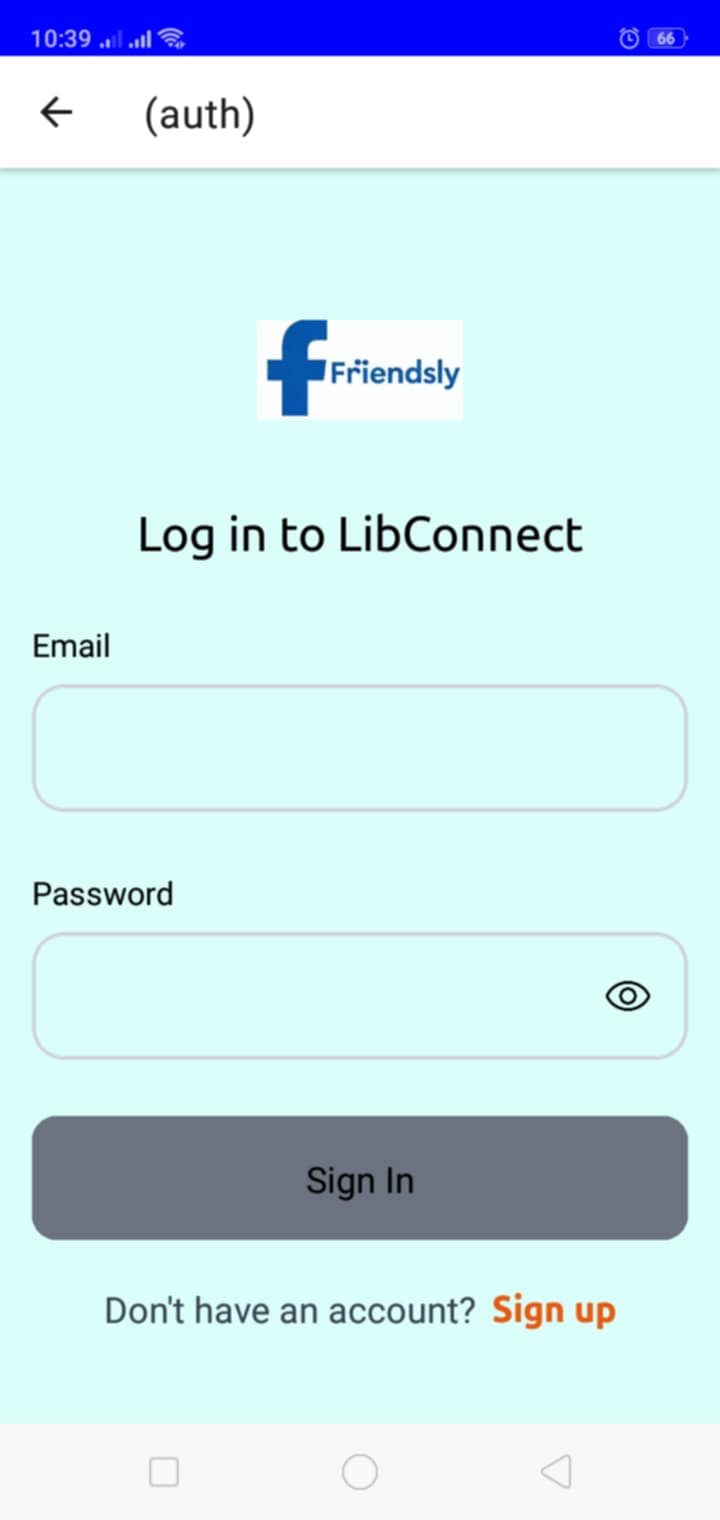 10:39 66
(auth)
Friendsly
Log in to LibConnect
Email
Password
Sign In
Don't have an account? Sign up